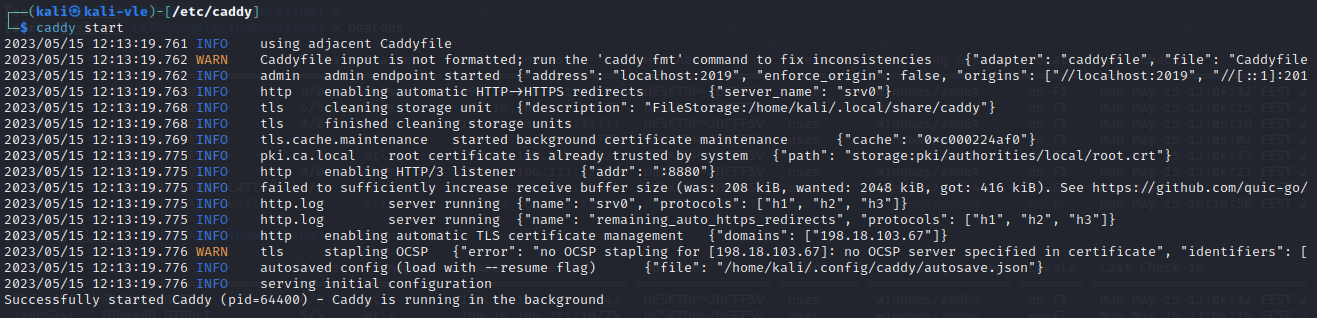 ┌──(kali㉿kali-vle)-[/etc/caddy]
└─$ caddy start
2023/05/15 12:13:19.761 INFO    using adjacent Caddyfile
2023/05/15 12:13:19.762 WARN    Caddyfile input is not formatted; run the 'caddy fmt' command to fix inconsistencies    {"adapter": "caddyfile", "file": "Caddyfile
2023/05/15 12:13:19.762 INFO    admin   admin endpoint started  {"address": "localhost:2019", "enforce_origin": false, "origins": ["//localhost:2019", "//[::1]:201
2023/05/15 12:13:19.763 INFO    http    enabling automatic HTTP->HTTPS redirects        {"server_name": "srv0"}
2023/05/15 12:13:19.768 INFO    tls     cleaning storage unit   {"description": "FileStorage:/home/kali/.local/share/caddy"}
2023/05/15 12:13:19.768 INFO    tls     finished cleaning storage units
2023/05/15 12:13:19.769 INFO    tls.cache.maintenance   started background certificate maintenance      {"cache": "0xc000224af0"}
2023/05/15 12:13:19.775 INFO    pki.ca.local    root certificate is already trusted by system   {"path": "storage:pki/authorities/local/root.crt"}
2023/05/15 12:13:19.775 INFO    http    enabling HTTP/3 listener        {"addr": ":8880"}
2023/05/15 12:13:19.775 INFO    failed to sufficiently increase receive buffer size (was: 208 kiB, wanted: 2048 kiB, got: 416 kiB). See https://github.com/quic-go/
2023/05/15 12:13:19.775 INFO    http.log        server running  {"name": "srv0", "protocols": ["h1", "h2", "h3"]}
2023/05/15 12:13:19.775 INFO    http.log        server running  {"name": "remaining_auto_https_redirects", "protocols": ["h1", "h2", "h3"]}
2023/05/15 12:13:19.775 INFO    http    enabling automatic TLS certificate management   {"domains": ["198.18.103.67"]}
2023/05/15 12:13:19.776 WARN    tls     stapling OCSP   {"error": "no OCSP stapling for [198.18.103.67]: no OCSP server specified in certificate", "identifiers": [
2023/05/15 12:13:19.776 INFO    autosaved config (load with --resume flag)      {"file": "/home/kali/.config/caddy/autosave.json"}
2023/05/15 12:13:19.776 INFO    serving initial configuration
Successfully started Caddy (pid=64400) - Caddy is running in the background